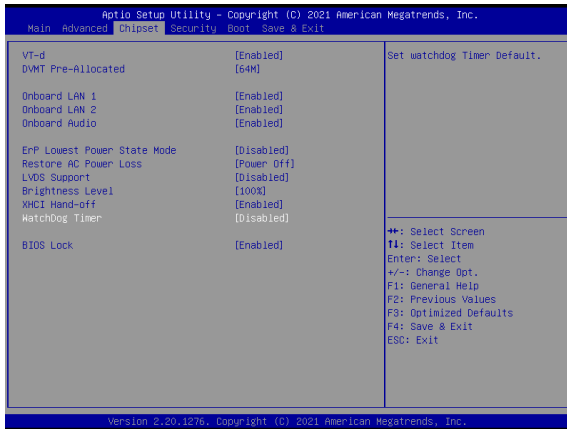 Aptio Setup Utility – Copyright (C) 2021 American Megatrends, Inc.
Main Advanced Chipset Security Boot Save & Exit
VT-d [Enabled]
DVMT Pre-Allocated [64M]
Onboard LAN 1 [Enabled]
Onboard LAN 2 [Enabled]
Onboard Audio [Enabled]
ErP Lowest Power State Mode [Disabled]
Restore AC Power Loss [Power Off]
LVDS Support [Disabled]
Brightness Level [100%]
XHCI Hand-off [Enabled]
WatchDog Timer [Disabled]
BIOS Lock [Enabled]
Set watchdog Timer Default.
→←: Select Screen
↑↓: Select Item
Enter: Select
+/-: Change Opt.
F1: General Help
F2: Previous Values
F3: Optimized Defaults
F4: Save & Exit
ESC: Exit
Version 2.20.1276. Copyright (C) 2021 American Megatrends, Inc.